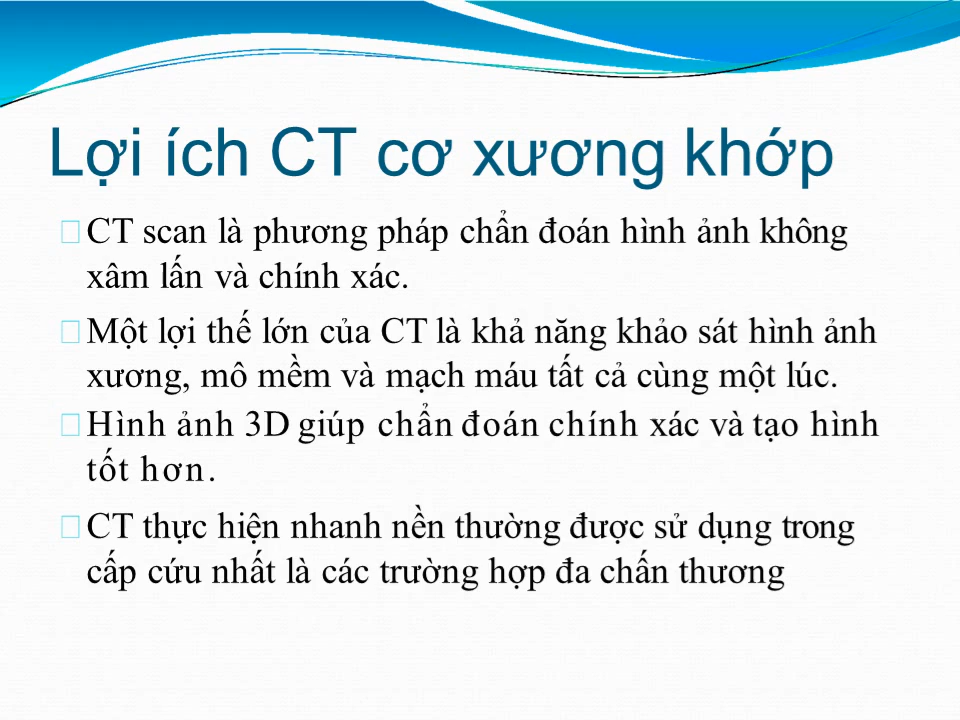 Lợi ích CT cơ xương khớp
CT scan là phương pháp chẩn đoán hình ảnh không
xâm lấn và chính xác.
Một lợi thế lớn của CT là khả năng khảo sát hình ảnh
xương, mô mềm và mạch máu tất cả cùng một lúc.
Hình ảnh 3D giúp chẩn đoán chính xác và tạo hình
tốt hơn.
CT thực hiện nhanh nền thường được sử dụng trong
cấp cứu nhất là các trường hợp đa chấn thương